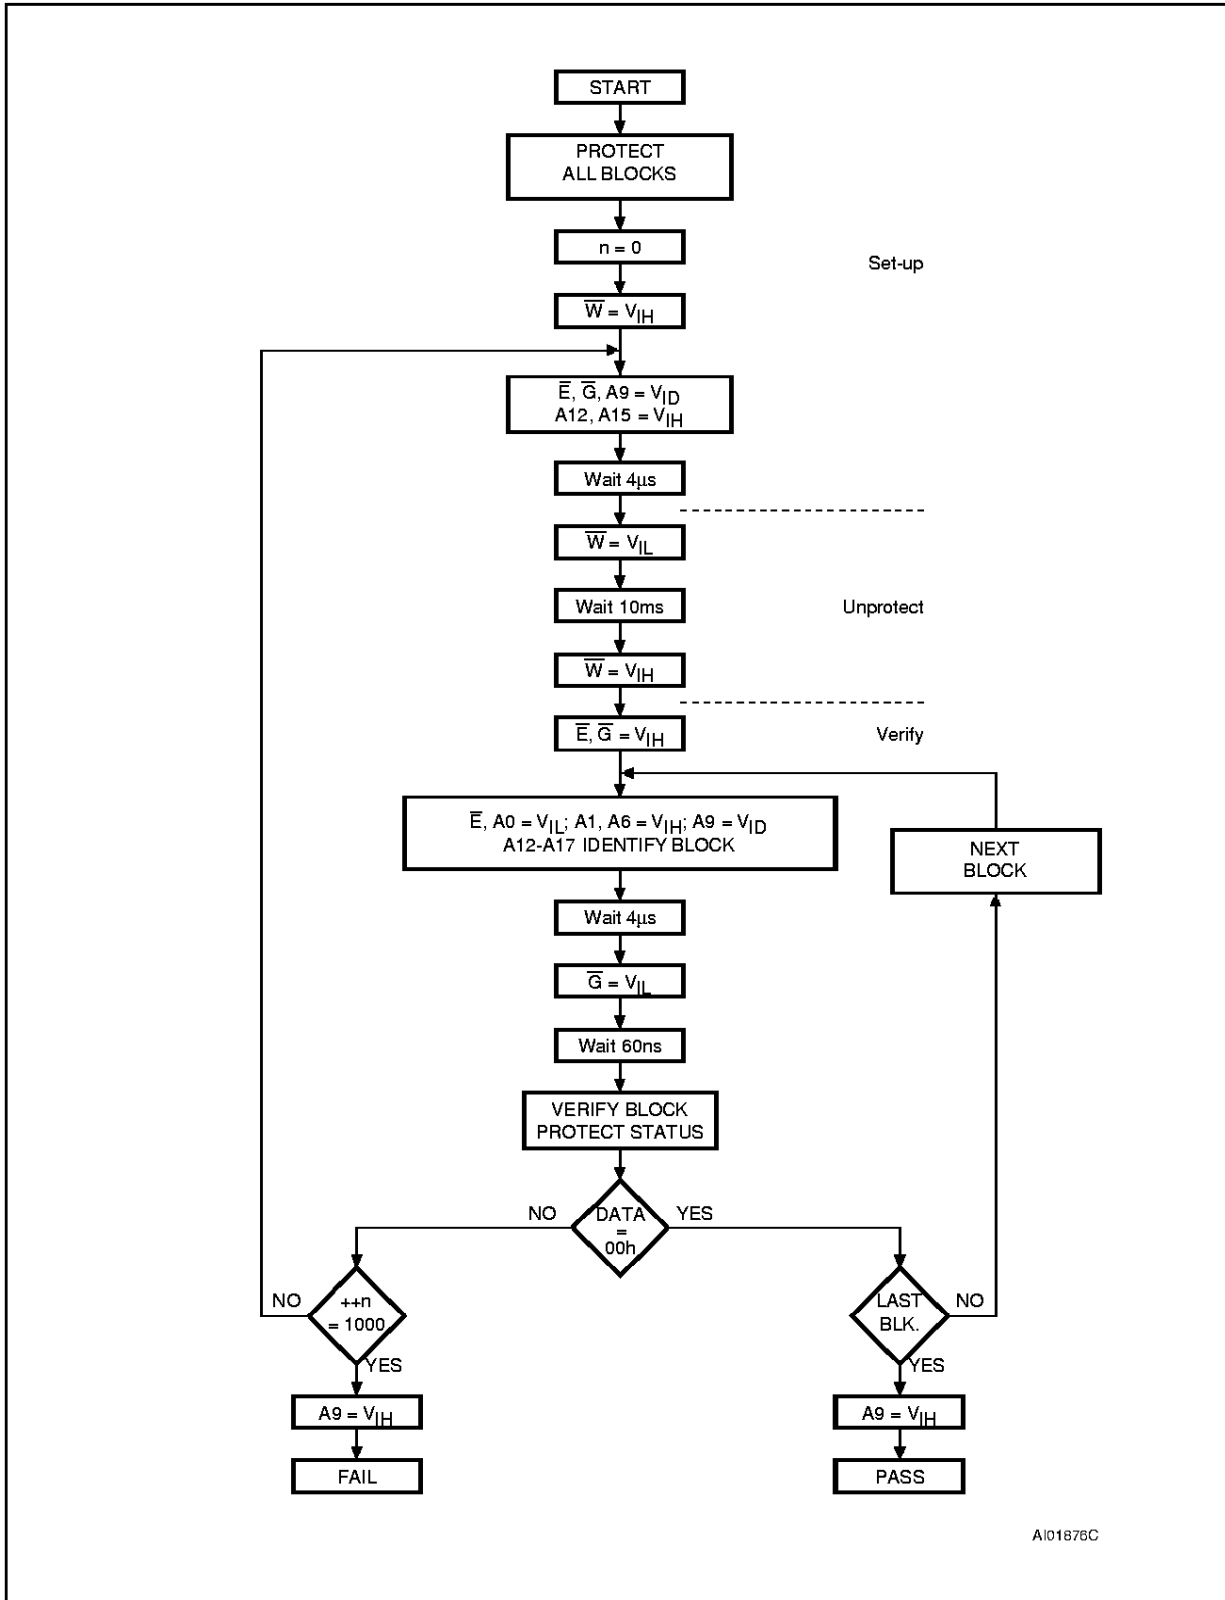 START
PROTECT
ALL BLOCKS
n = 0
Set-up
W̅ = VIH
E̅, G̅, A9 = VID
A12, A15 = VIH
Wait 4µs
W̅ = VIL
Wait 10ms
Unprotect
W̅ = VIH
E̅, G̅ = VIH
Verify
E̅, A0 = VIL; A1, A6 = VIH; A9 = VID
A12-A17 IDENTIFY BLOCK
NEXT
BLOCK
Wait 4µs
G̅ = VIL
Wait 60ns
VERIFY BLOCK
PROTECT STATUS
NO
DATA
=
00h
YES
NO
++n
= 1000
YES
LAST
BLK.
NO
YES
A9 = VIH
A9 = VIH
FAIL
PASS
AI01876C